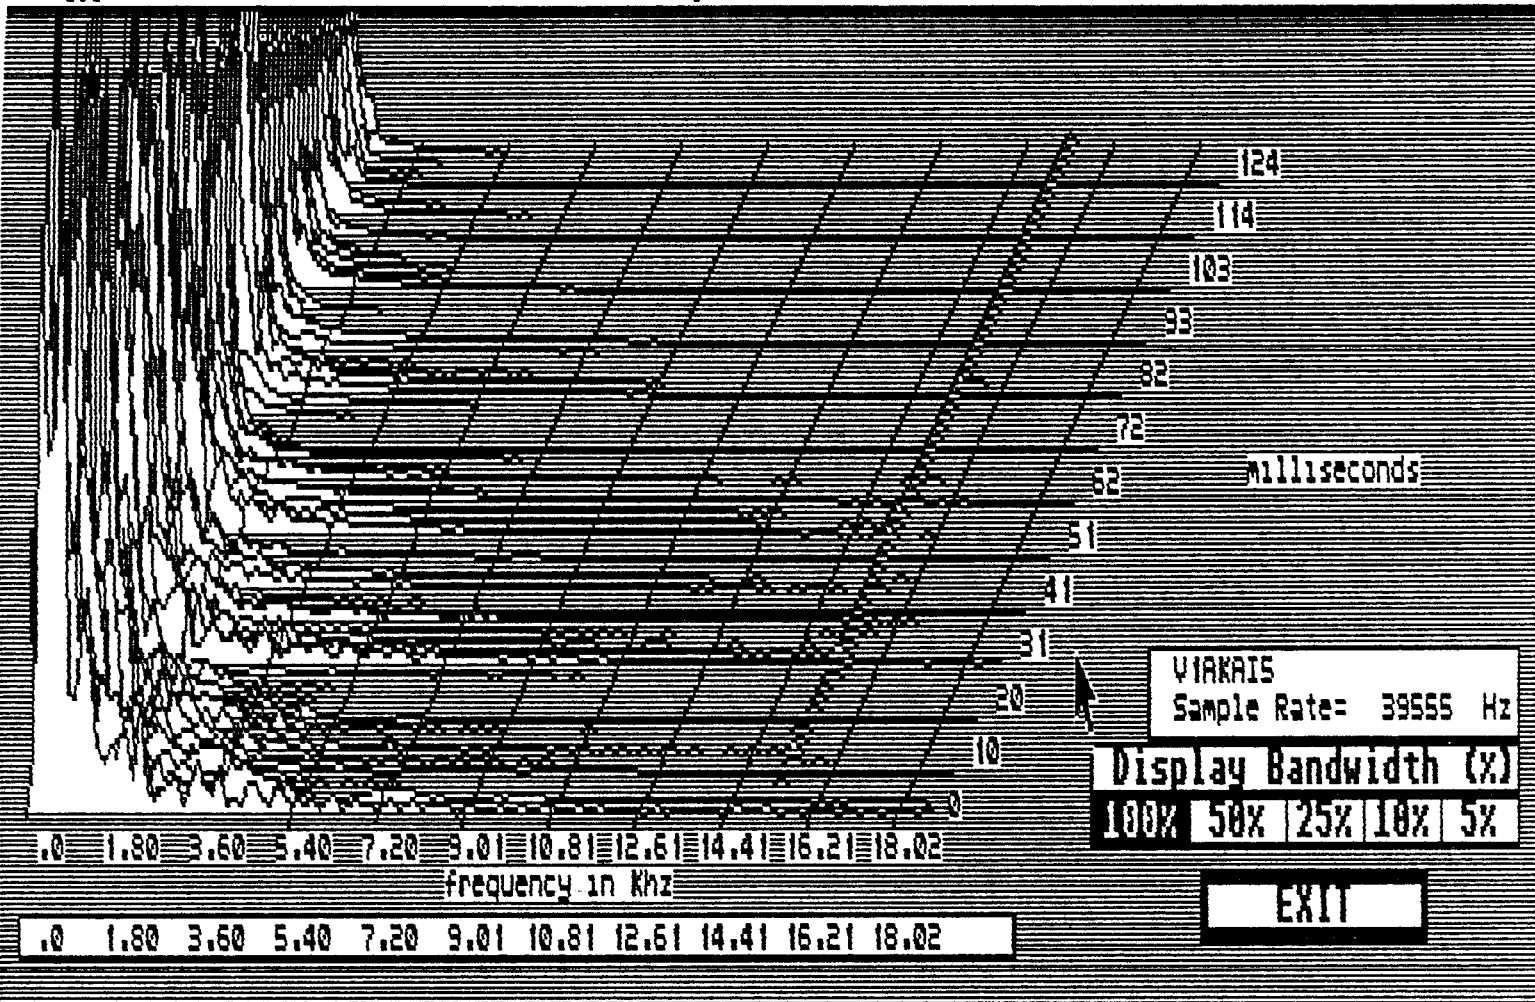 124
114
103
93
82
72
62
milliseconds
51
41
31
20
10
0
V1AKAIS
Sample Rate= 39555 Hz
Display Bandwidth (%)
100% 50% 25% 10% 5%
.0 1.80 3.60 5.40 7.20 9.01 10.81 12.61 14.41 16.21 18.02
frequency in Khz
EXIT
.0 1.80 3.60 5.40 7.20 9.01 10.81 12.61 14.41 16.21 18.02